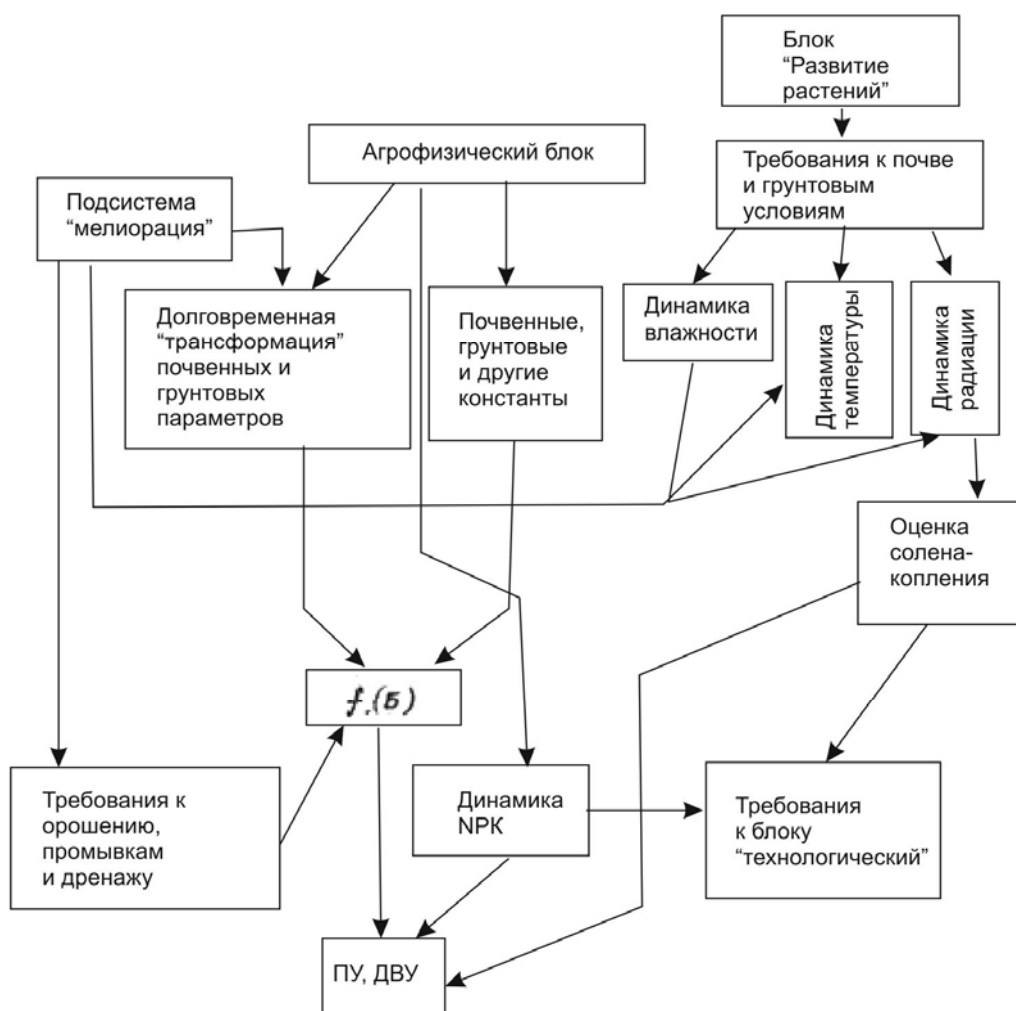 Блок
“Развитие
растений”
Агрофизический блок
Требования к почве
и грунтовым
условиям
Подсистема
“мелиорация”
Долговременная
“трансформация”
почвенных и
грунтовых
параметров
Почвенные,
грунтовые
и другие
константы
Динамика
влажности
Динамика
температуры
Динамика
радиации
Оценка
солена-
копления
f.(Б)
Требования к
орошению,
промывкам
и дренажу
Динамика
NPК
Требования
к блоку
“технологический”
ПУ, ДВУ